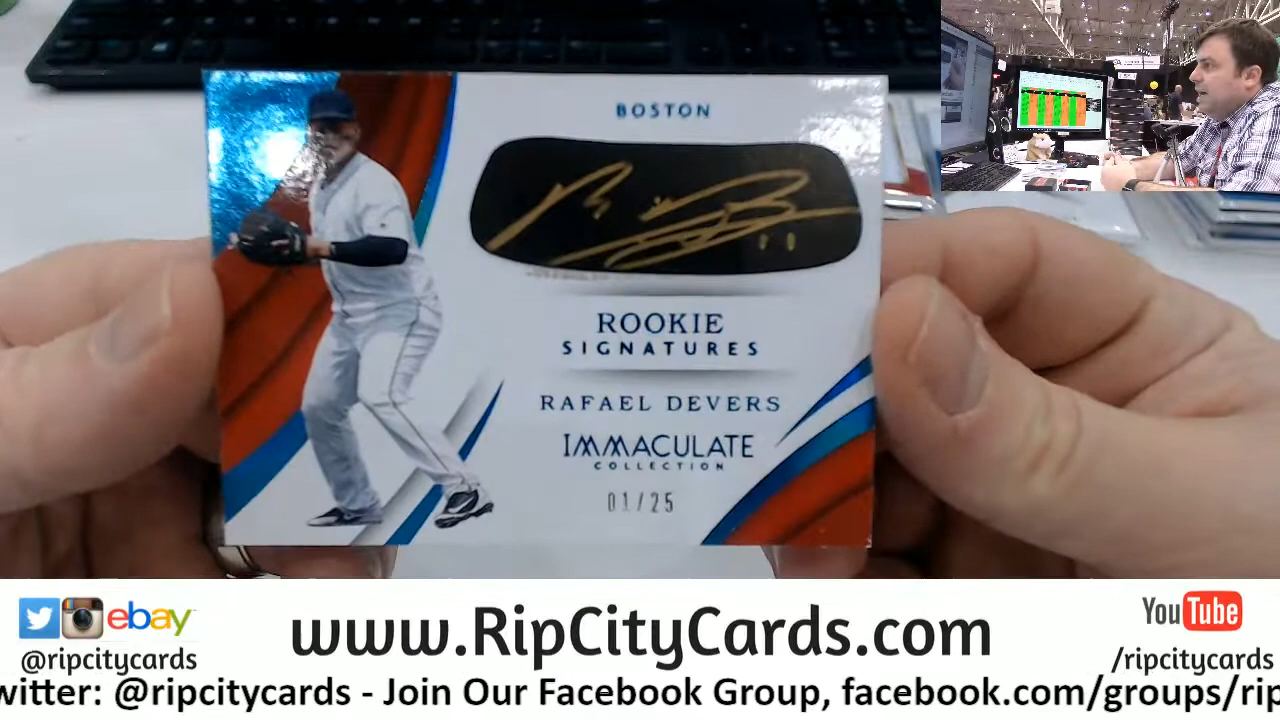 BOSTON
ROOKIE
SIGNATURES
RAFAEL DEVERS
IMMACULATE
COLLECTION
01/25
ebay
@ripcitycards
www.RipCityCards.com
YouTube
/ripcitycards
witter: @ripcitycards - Join Our Facebook Group, facebook.com/groups/rip